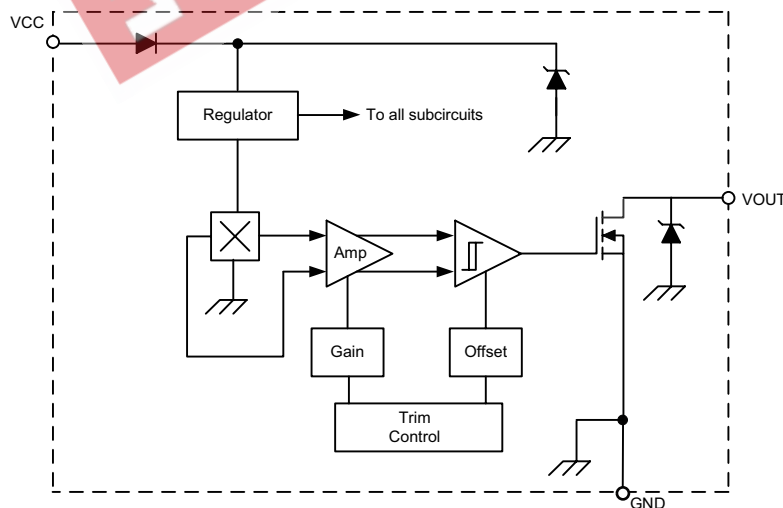 VCC
Regulator
To all subcircuits
VOUT
Amp
Gain
Offset
Trim
Control
GND